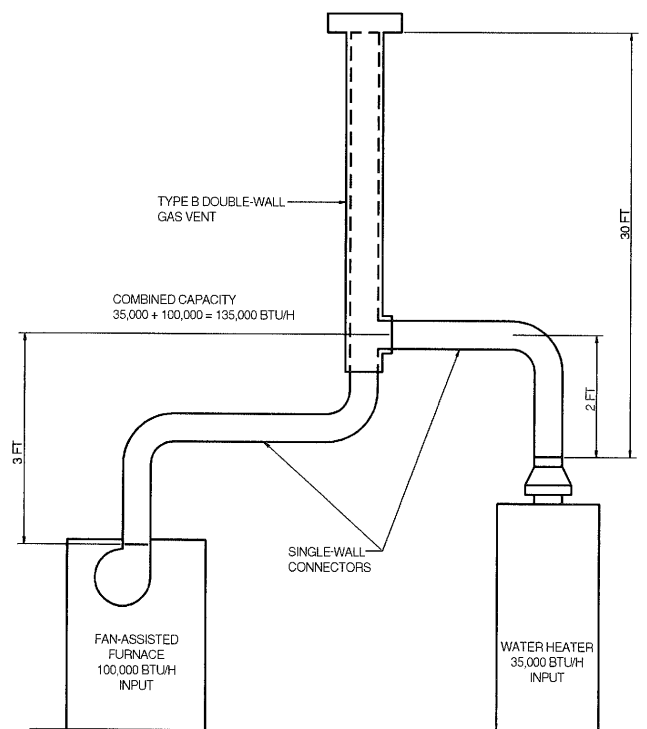 TYPE B DOUBLE-WALL
GAS VENT
30 FT
COMBINED CAPACITY
35,000 + 100,000 = 135,000 BTU/H
2 FT
3 FT
SINGLE-WALL
CONNECTORS
FAN-ASSISTED
FURNACE
100,000 BTU/H
INPUT
WATER HEATER
35,000 BTU/H
INPUT